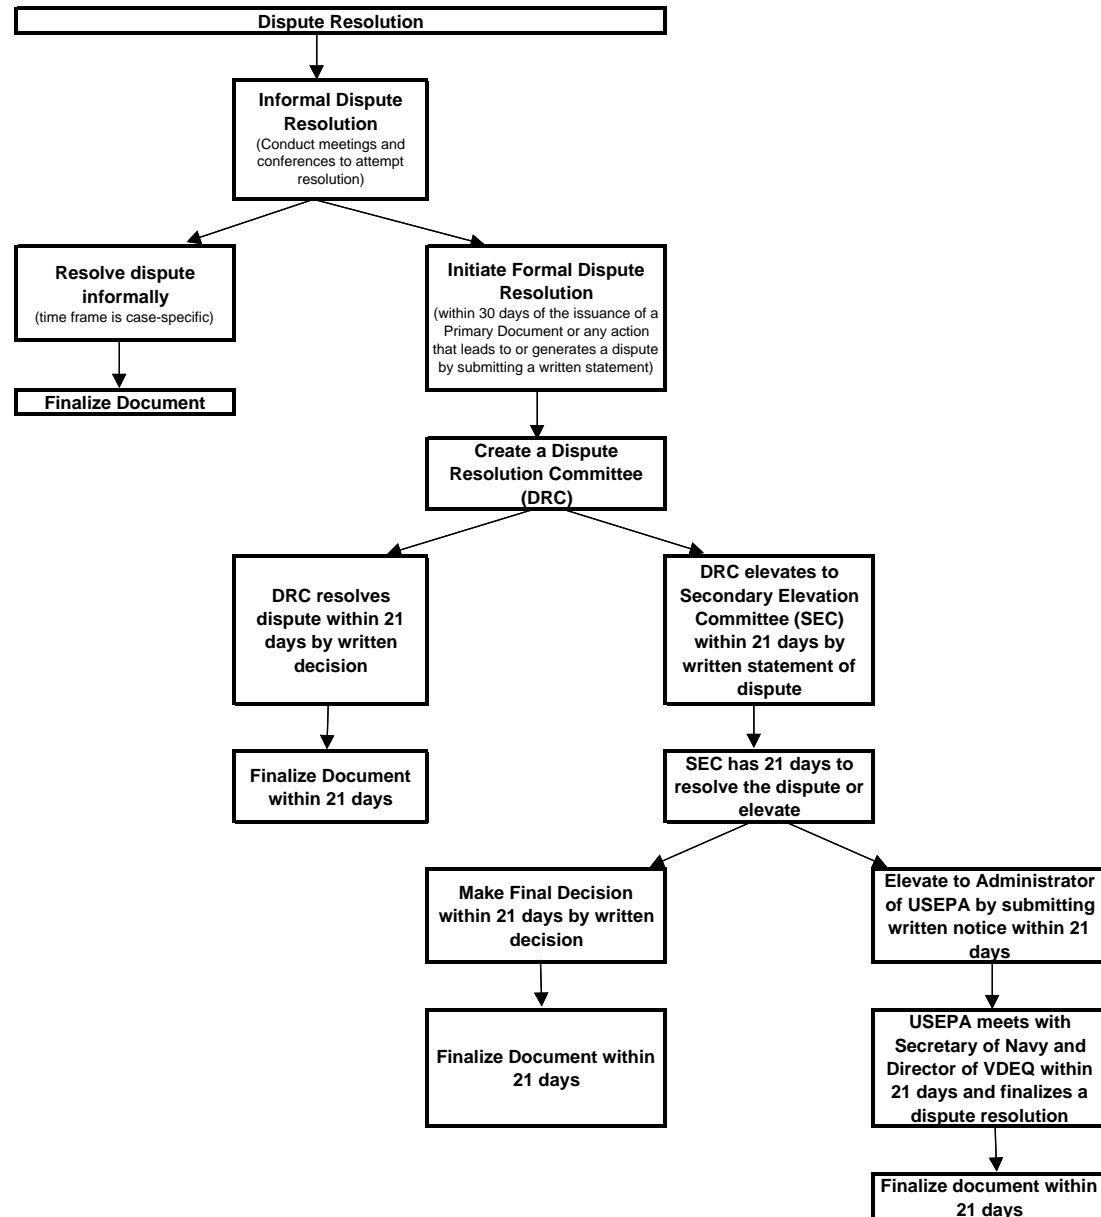 Dispute Resolution
Informal Dispute
Resolution
(Conduct meetings and
conferences to attempt
resolution)
Resolve dispute
informally
(time frame is case-specific)
Initiate Formal Dispute
Resolution
(within 30 days of the issuance of a
Primary Document or any action
that leads to or generates a dispute
by submitting a written statement)
Finalize Document
Create a Dispute
Resolution Committee
(DRC)
DRC resolves
dispute within 21
days by written
decision
DRC elevates to
Secondary Elevation
Committee (SEC)
within 21 days by
written statement of
dispute
Finalize Document
within 21 days
SEC has 21 days to
resolve the dispute or
elevate
Make Final Decision
within 21 days by written
decision
Elevate to Administrator
of USEPA by submitting
written notice within 21
days
Finalize Document within
21 days
USEPA meets with
Secretary of Navy and
Director of VDEQ within
21 days and finalizes a
dispute resolution
Finalize document within
21 days